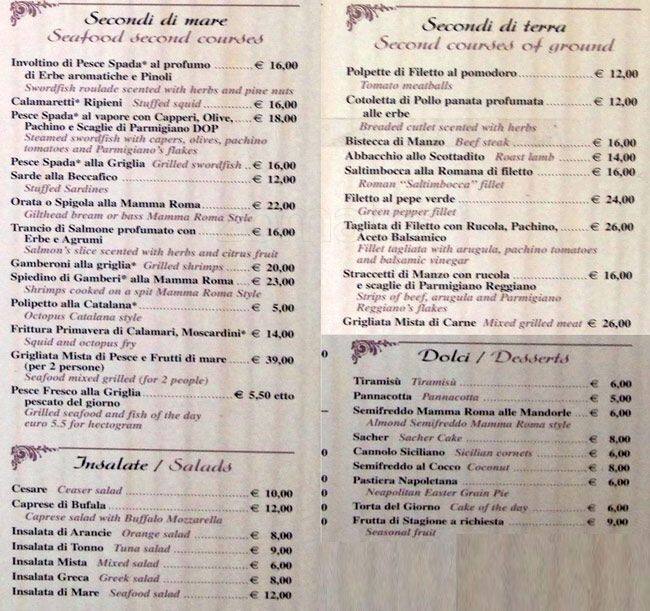 Secondi di mare
Seafood second courses
Involtino di Pesce Spada* al profumo ........ € 16,00
di Erbe aromatiche e Pinoli
Swordfish roulade scented with herbs and pine nuts
Calamaretti* Ripieni Stuffed squid ........ € 16,00
Pesce Spada* al vapore con Capperi, Olive, .... € 18,00
Pachino e Scaglie di Parmigiano DOP
Steamed swordfish with capers, olives, pachino
tomatoes and Parmigiano's flakes
Pesce Spada* alla Griglia Grilled swordfish .. € 16,00
Sarde alla Beccafico ........ € 12,00
Stuffed Sardines
Orata o Spigola alla Mamma Roma ........ € 22,00
Gilthead bream or bass Mamma Roma Style
Trancio di Salmone profumato con ........ € 16,00
Erbe e Agrumi
Salmon's slice scented with herbs and citrus fruit
Gamberoni alla griglia* Grilled shrimps ... € 20,00
Spiedino di Gamberi* alla Mamma Roma .... € 23,00
Shrimps cooked on a spit Mamma Roma Style
Polipetto alla Catalana* ........ € 5,00
Octopus Catalana style
Frittura Primavera di Calamari, Moscardini* € 14,00
Squid and octopus fry
Grigliata Mista di Pesce e Frutti di mare ...... € 39,00
(per 2 persone)
Seafood mixed grilled (for 2 people)
Pesce Fresco alla Griglia ........ € 5,50 etto
pescato del giorno
Grilled seafood and fish of the day
euro 5.5 for hectogram
Insalate / Salads
Cesare Ceaser salad ........ € 10,00
Caprese di Bufala ........ € 12,00
Caprese salad with Buffalo Mozzarella
Insalata di Arancie Orange salad ........ € 8,00
Insalata di Tonno Tuna salad ........ € 9,00
Insalata Mista Mixed salad ........ € 6,00
Insalata Greca Greek salad ........ € 8,00
Insalata di Mare Seafood salad ........ € 12,00
Secondi di terra
Second courses of ground
Polpette di Filetto al pomodoro ........ € 12,00
Tomato meatballs
Cotoletta di Pollo panata profumata ........ € 12,00
alle erbe
Breaded cutlet scented with herbs
Bistecca di Manzo Beef steak ........ € 16,00
Abbacchio allo Scottadito Roast lamb ........ € 14,00
Saltimbocca alla Romana di filetto ........ € 16,00
Roman "Saltimbocca" fillet
Filetto al pepe verde ........ € 24,00
Green pepper fillet
Tagliata di Filetto con Rucola, Pachino, ........ € 26,00
Aceto Balsamico
Fillet tagliata with arugula, pachino tomatoes
and balsamic vinegar
Straccetti di Manzo con rucola ........ € 16,00
e scaglie di Parmigiano Reggiano
Strips of beef, arugula and Parmigiano
Reggiano's flakes
Grigliata Mista di Carne Mixed grilled meat € 26,00
Dolci / Desserts
Tiramisù Tiramisù ........ € 6,00
Pannacotta Pannacotta ........ € 5,00
Semifreddo Mamma Roma alle Mandorle .... € 6,00
Almond Semifreddo Mamma Roma style
Sacher Sacher Cake ........ € 8,00
Cannolo Siciliano Sicilian cornets ........ € 6,00
Semifreddo al Cocco Coconut ........ € 8,00
Pastiera Napoletana ........ € 6,00
Neapolitan Easter Grain Pie
Torta del Giorno Cake of the day ........ € 6,00
Frutta di Stagione a richiesta ........ € 9,00
Seasonal fruit